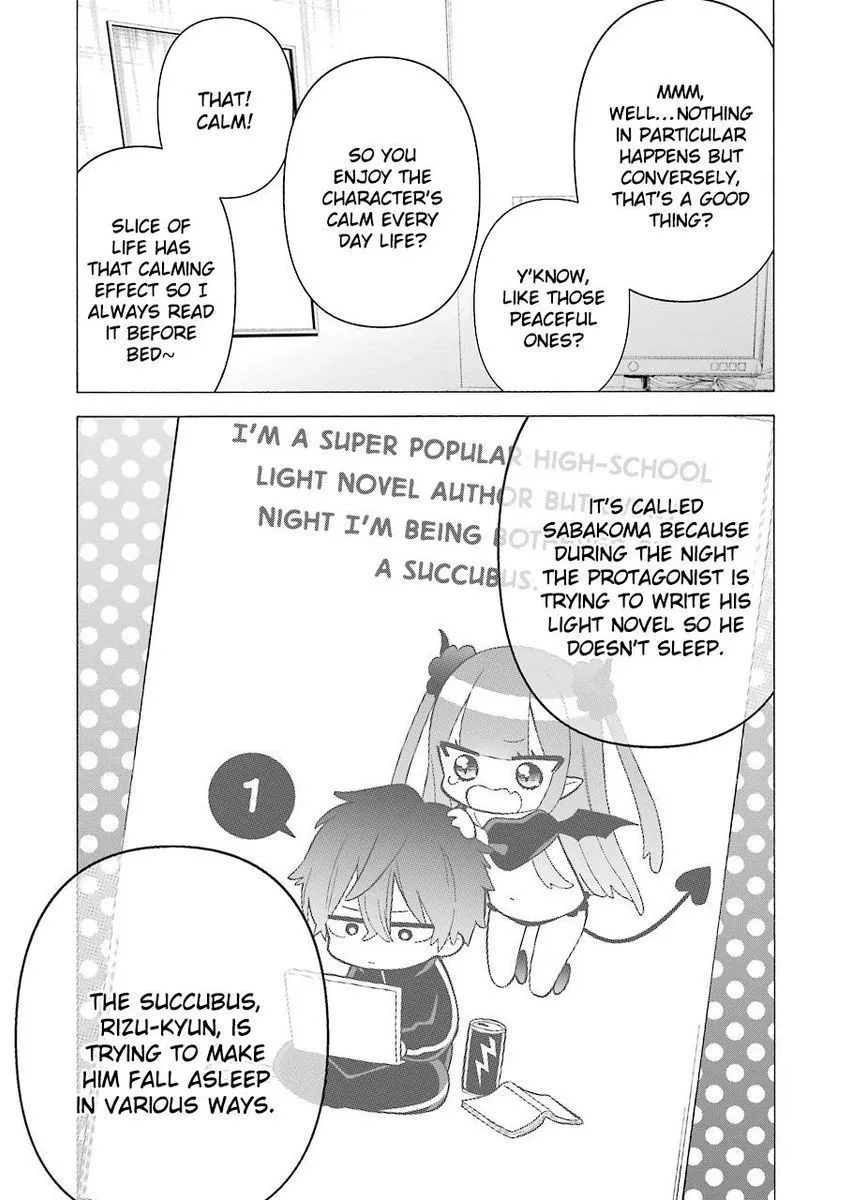 MMM,
WELL...NOTHING
IN PARTICULAR
HAPPENS BUT
CONVERSELY,
THAT'S A GOOD
THING?
Y'KNOW,
LIKE THOSE
PEACEFUL
ONES?
SO YOU
ENJOY THE
CHARACTER'S
CALM EVERY
DAY LIFE?
THAT!
CALM!
SLICE OF
LIFE HAS
THAT CALMING
EFFECT SO I
ALWAYS READ
IT BEFORE
BED~
I'M A SUPER POPULAR HIGH-SCHOOL
LIGHT NOVEL AUTHOR BUT
NIGHT I'M BEING
A SUCCUBUS.
IT'S CALLED
SABAKOMA BECAUSE
DURING THE NIGHT
THE PROTAGONIST IS
TRYING TO WRITE HIS
LIGHT NOVEL SO HE
DOESN'T SLEEP.
1
THE SUCCUBUS,
RIZU-KYUN, IS
TRYING TO MAKE
HIM FALL ASLEEP
IN VARIOUS WAYS.